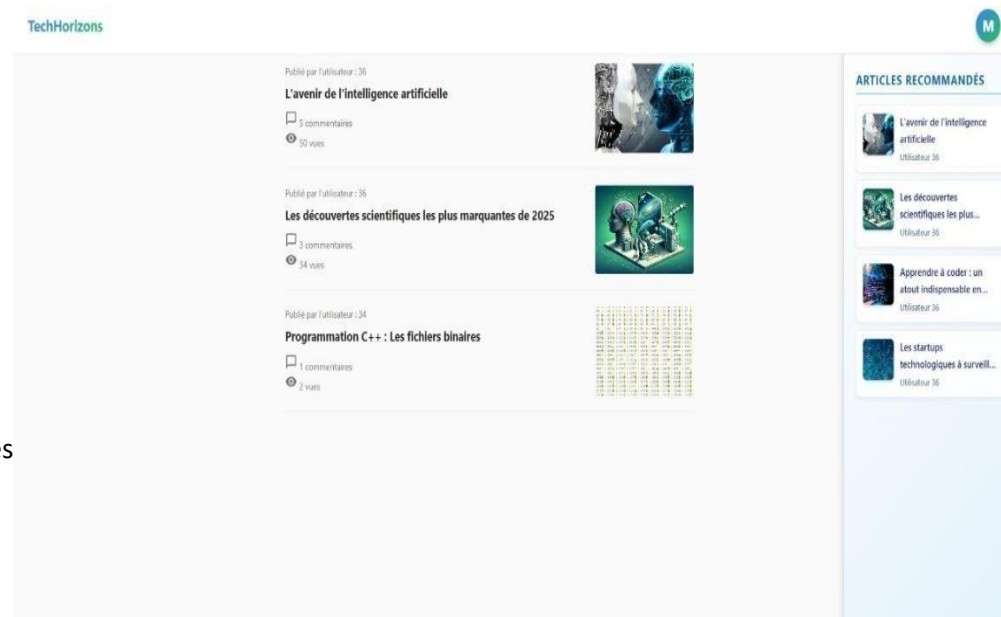 TechHorizons
M
Publié par l'utilisateur : 36
L'avenir de l'intelligence artificielle
5 commentaires
50 vues
Publié par l'utilisateur : 36
Les découvertes scientifiques les plus marquantes de 2025
3 commentaires
34 vues
Publié par l'utilisateur : 34
Programmation C++ : Les fichiers binaires
1 commentaires
2 vues
es
ARTICLES RECOMMANDÉS
L'avenir de l'intelligence
artificielle
Utilisateur 36
Les découvertes
scientifiques les plus...
Utilisateur 36
Apprendre à coder : un
atout indispensable en...
Utilisateur 36
Les startups
technologiques à surveill...
Utilisateur 36